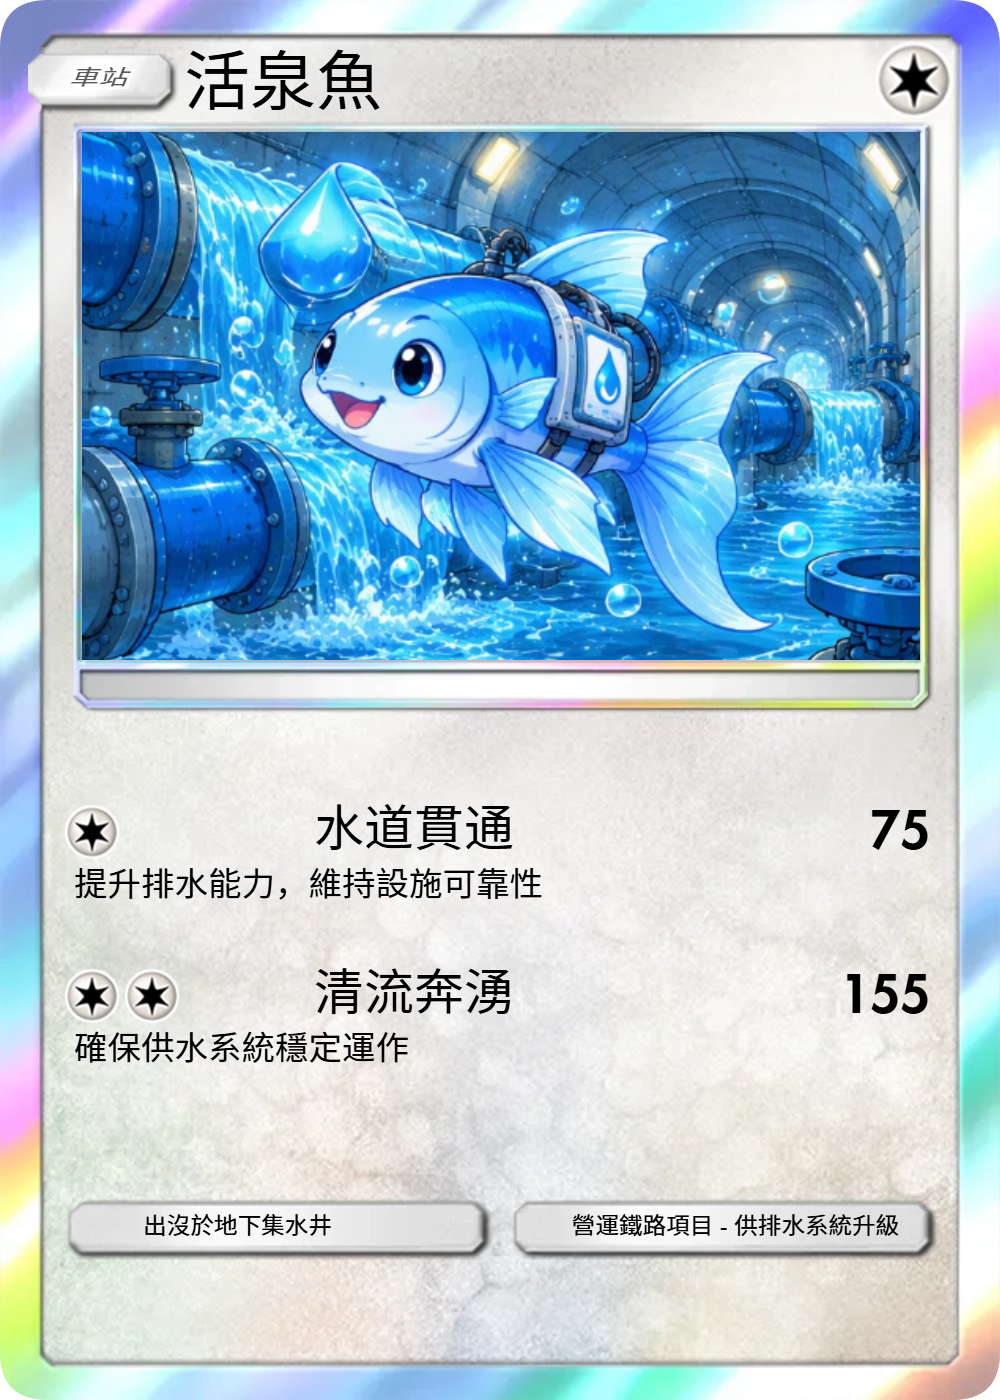 車站
活泉魚
水道貫通 75
提升排水能力，維持設施可靠性
清流奔湧 155
確保供水系統穩定運作
出沒於地下集水井
營運鐵路項目 - 供排水系統升級